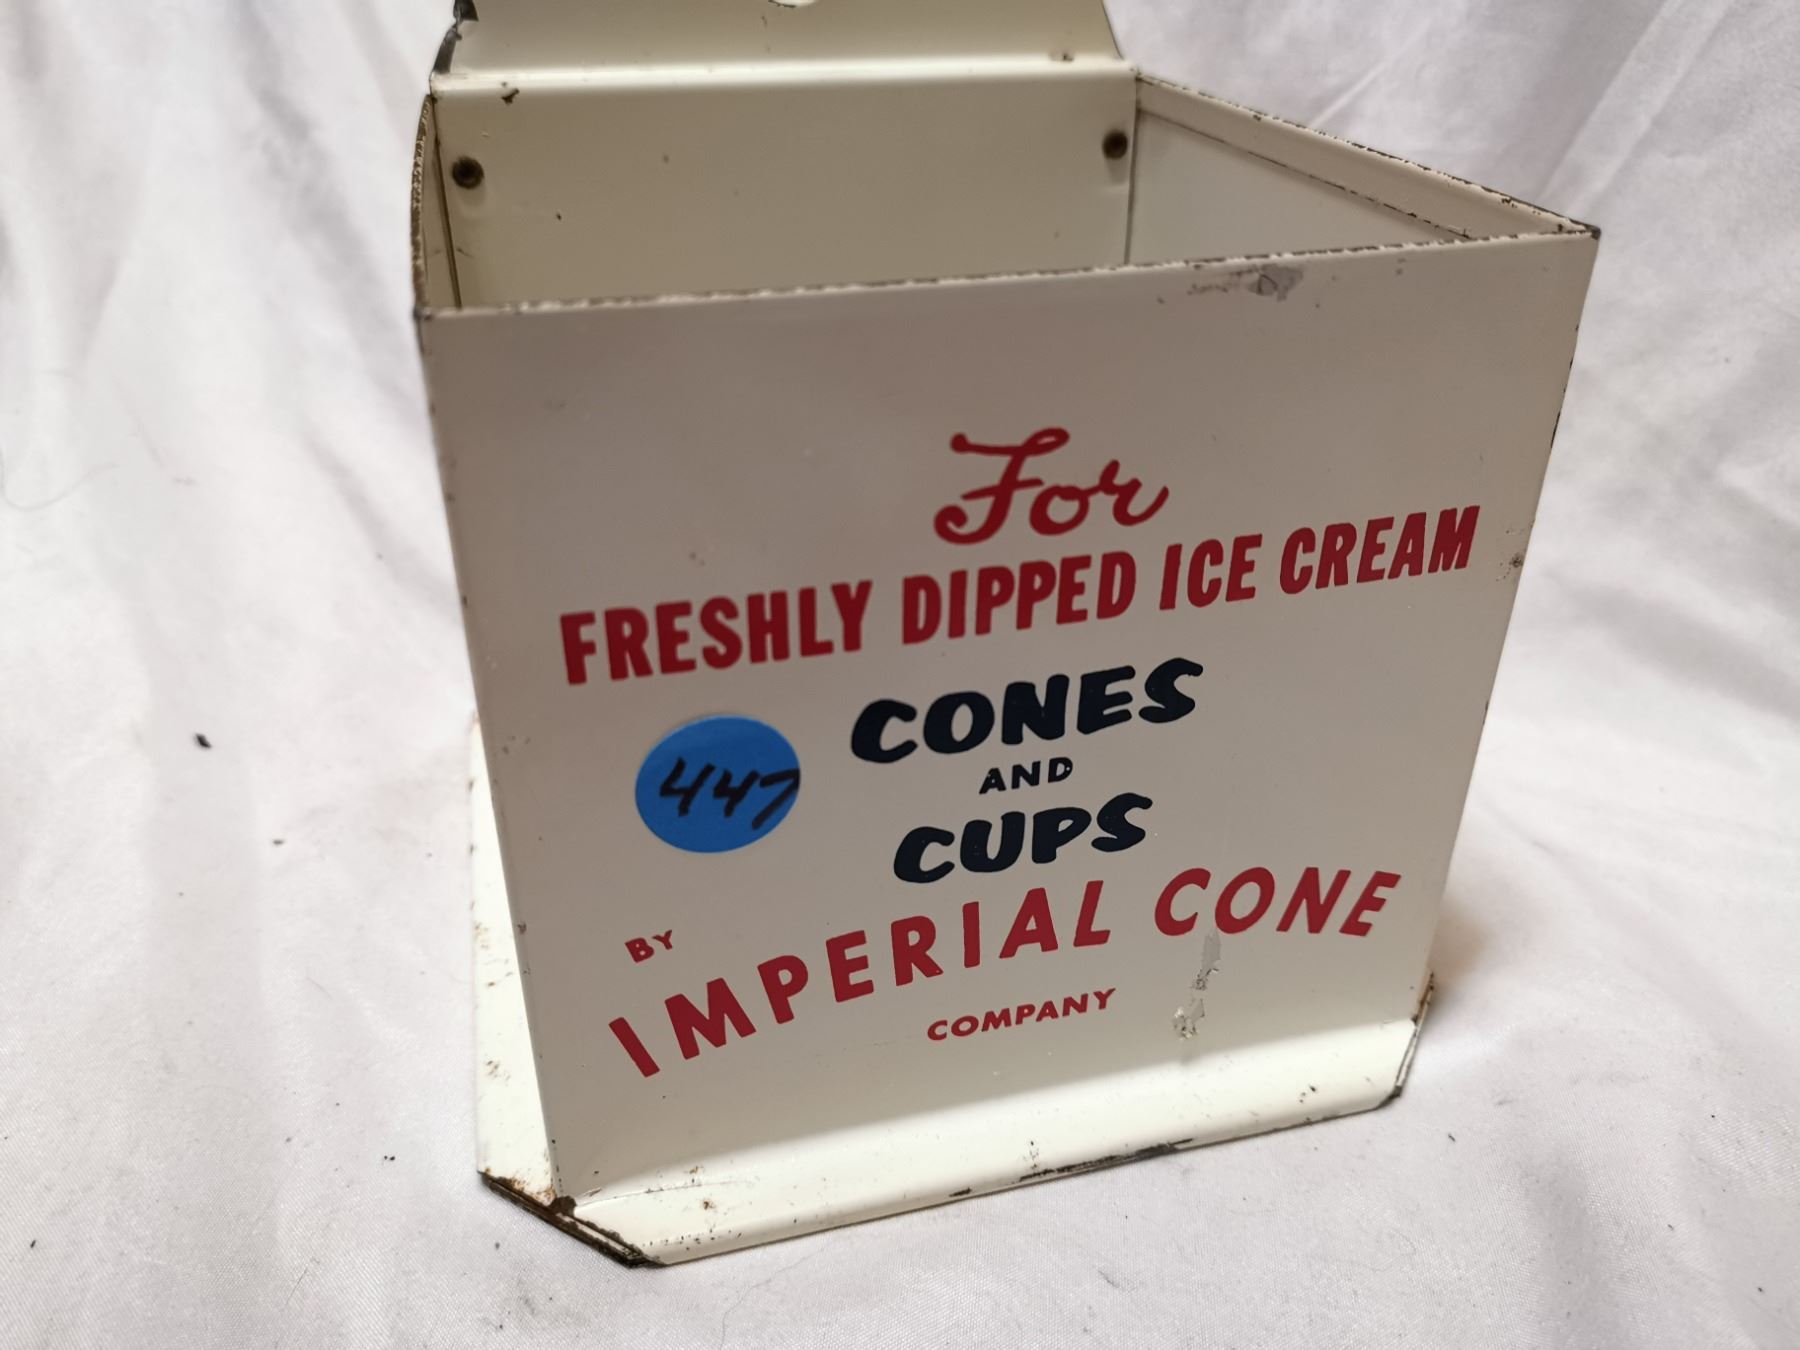 For
FRESHLY DIPPED ICE CREAM
CONES
AND
CUPS
447
BY
IMPERIAL CONE
COMPANY